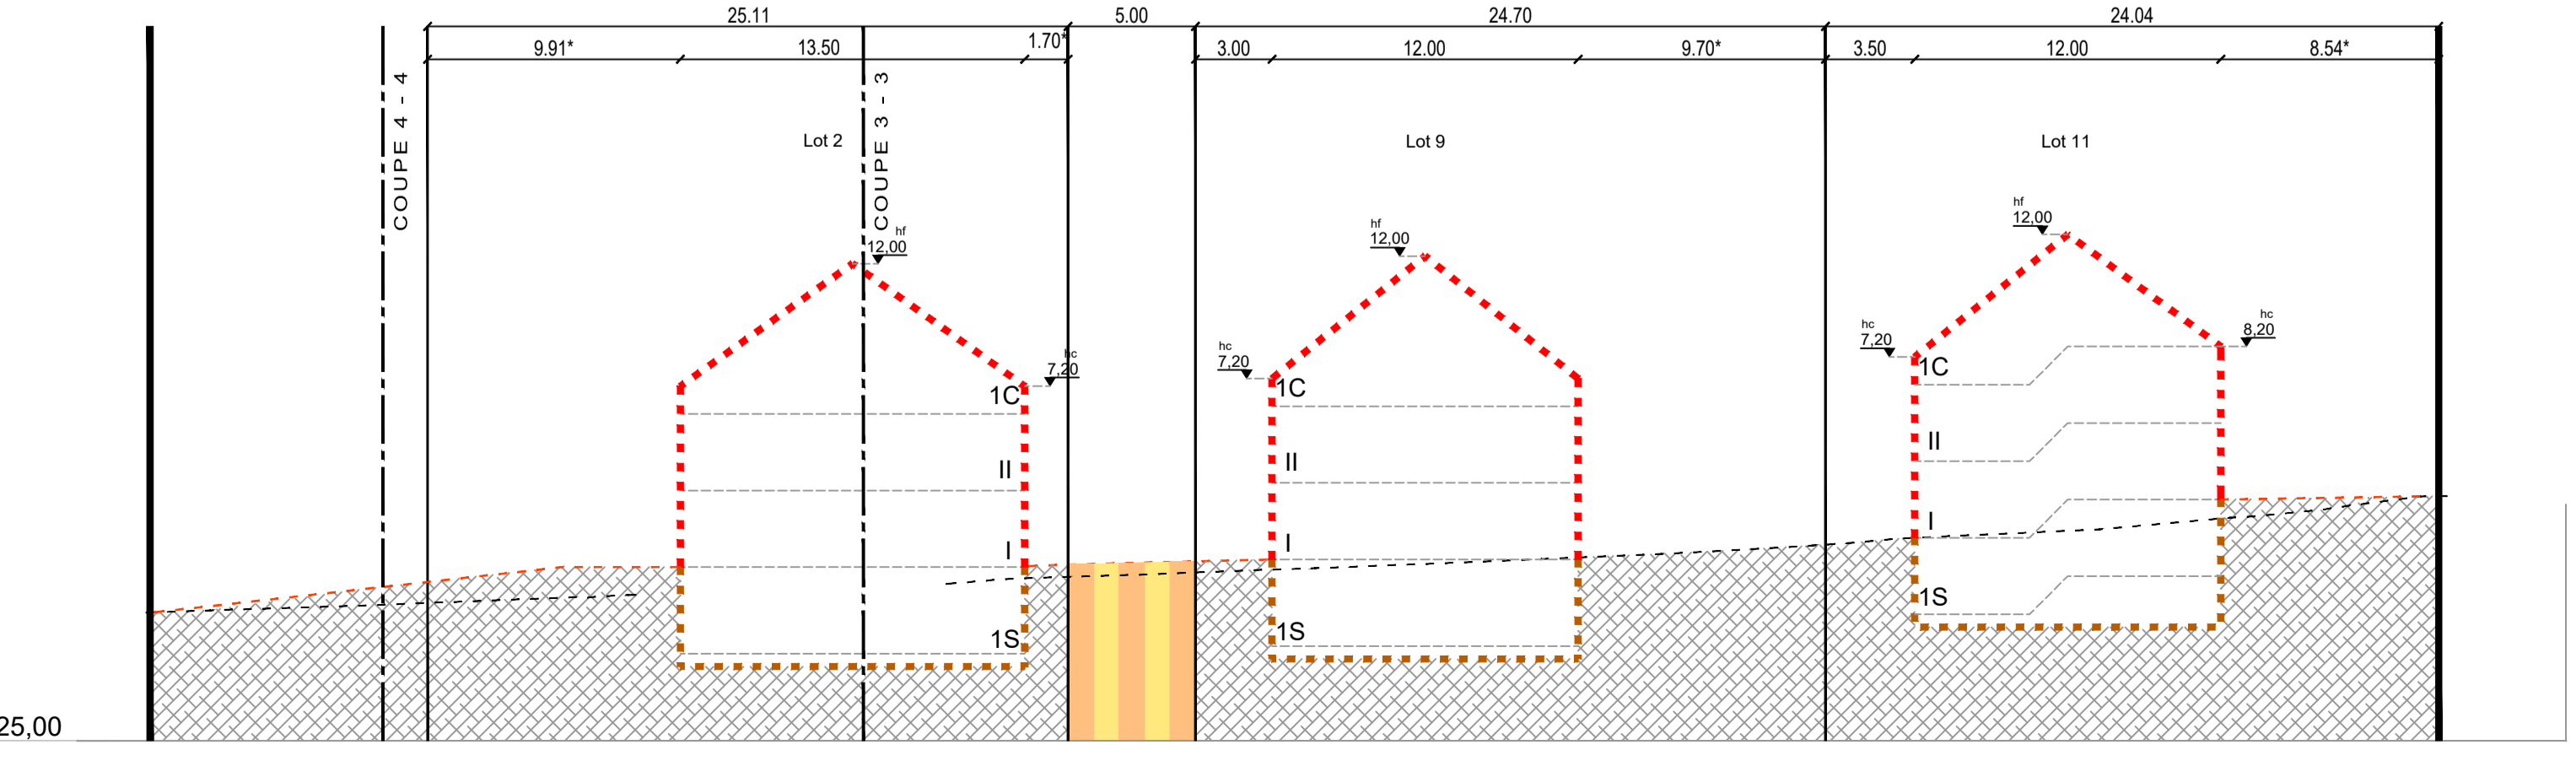 25.11 5.00 24.70 24.04
9.91* 13.50 1.70* 3.00 12.00 9.70* 3.50 12.00 8.54*
COUPE 4 - 4
COUPE 3 - 3
Lot 2
Lot 9
Lot 11
hf
12,00
hc
7,20
1C
II
I
1S
hf
12,00
hc
7,20
1C
II
I
1S
hf
12,00
hc
7,20
hc
8,20
1C
II
I
1S
25,00